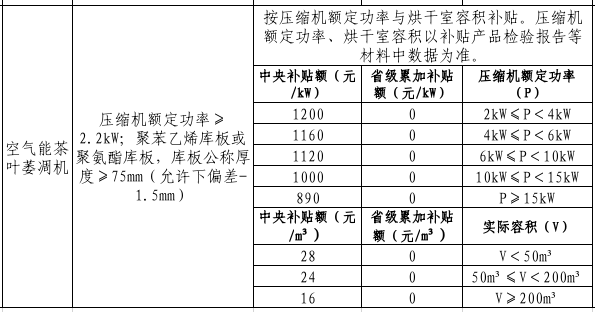 空气能茶
叶萎凋机
压缩机额定功率≥
2.2kW；聚苯乙烯库板或
聚氨酯库板，库板公称厚
度≥75mm（允许下偏差-
1.5mm）
按压缩机额定功率与烘干室容积补贴。压缩机
额定功率、烘干室容积以补贴产品检验报告等
材料中数据为准。
中央补贴额（元
/kW）
省级累加补贴
额（元/kW）
压缩机额定功率
（P）
1200 0 2kW≤P＜4kW
1160 0 4kW≤P＜6kW
1120 0 6kW≤P＜10kW
1000 0 10kW≤P＜15kW
890 0 P≥15kW
中央补贴额（元
/m³）
省级累加补贴
额（元/m³）
实际容积（V）
28 0 V＜50m³
24 0 50m³≤V＜200m³
16 0 V≥200m³